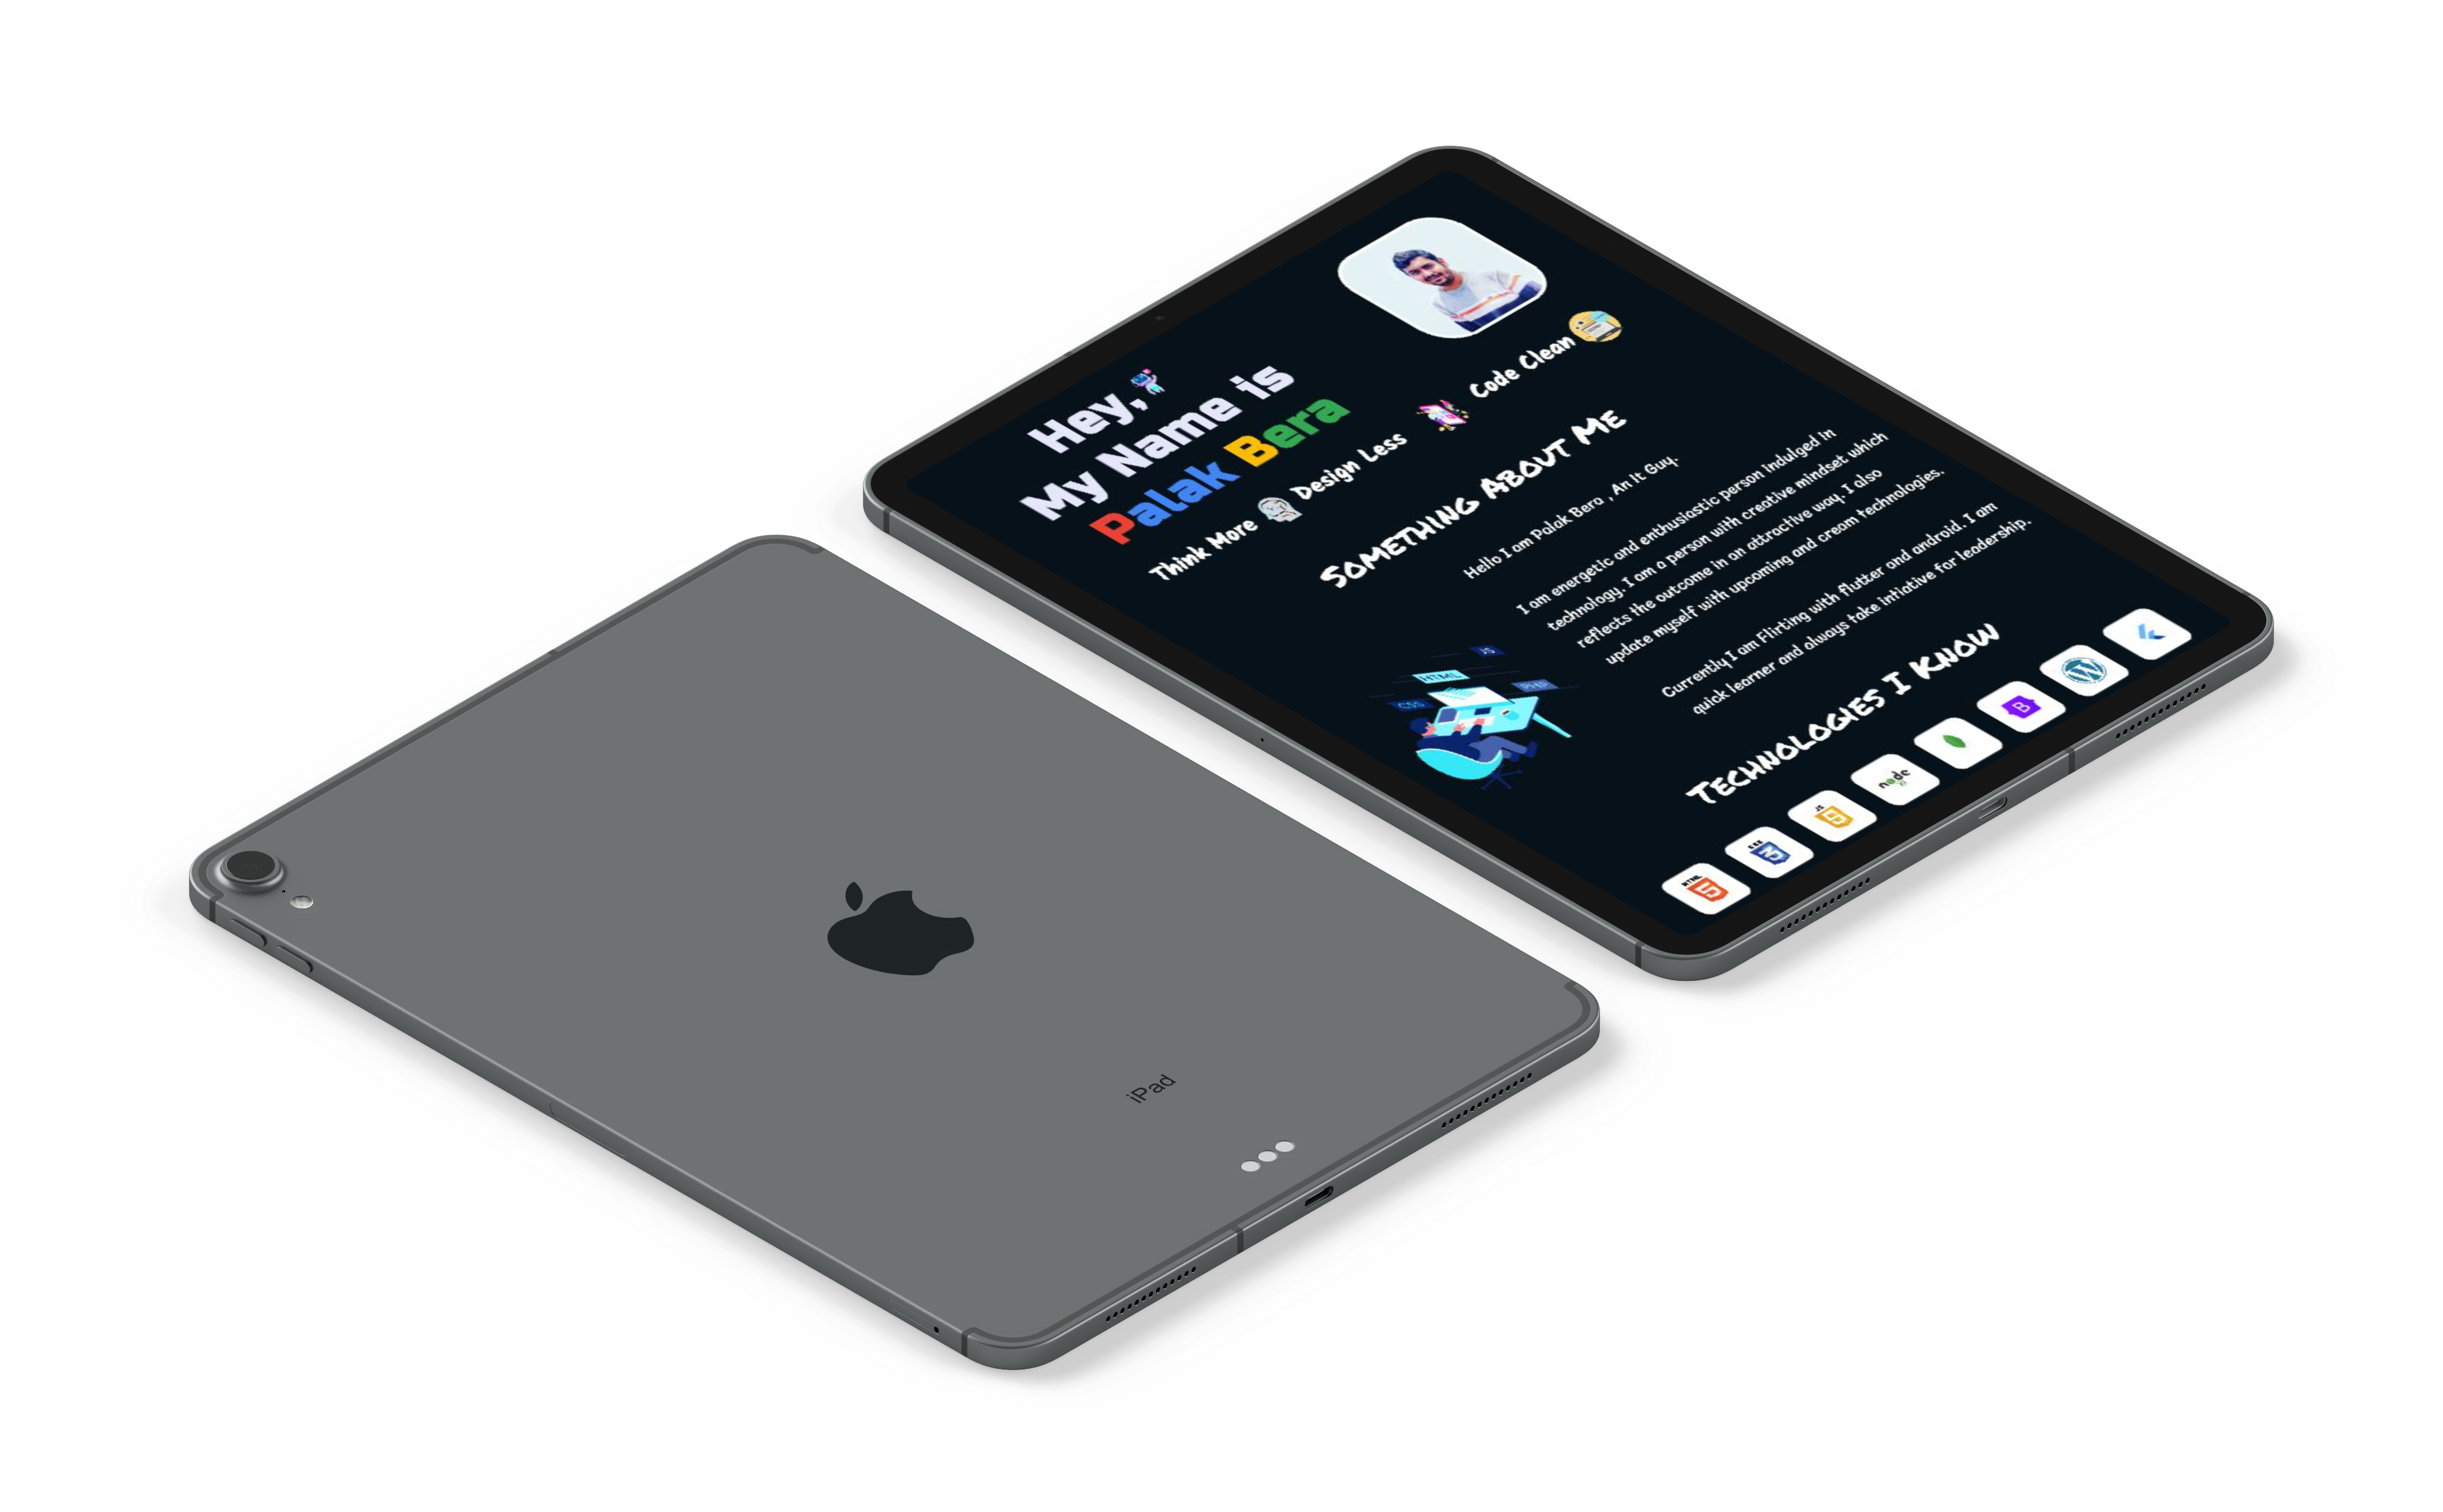 Hey,
My Name is
Palak Bera
Think More Design Less Code Clean
SOMETHING ABOUT ME
Hello I am Palak Bera , An It Guy.
I am energetic and enthusiastic person indulged in
technology. I am a person with creative mindset which
reflects the outcome in an attractive way. I also
update myself with upcoming and cream technologies.
Currently I am Flirting with flutter and android. I am
quick learner and always take intiative for leadership.
JS
HTML
PHP
CSS
TECHNOLOGIES I KNOW
HTML
5
CSS
3
JS
node
B
W
iPad